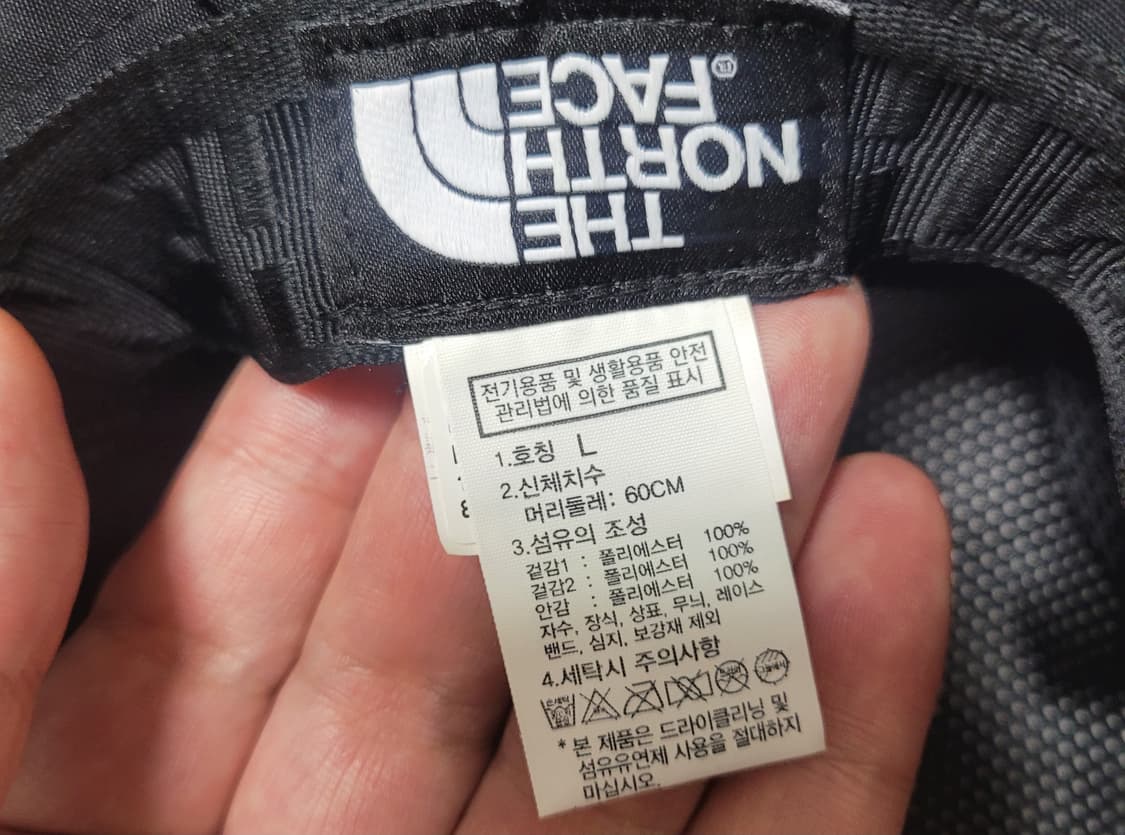 THE
NORTH
FACE®
전기용품 및 생활용품 안전
관리법에 의한 품질 표시
1.호칭 L
2.신체치수
머리둘레: 60CM
3.섬유의 조성
겉감1 : 폴리에스터 100%
겉감2 : 폴리에스터 100%
안감 : 폴리에스터 100%
자수, 장식, 상표, 무늬, 레이스
밴드, 심지, 보강재 제외
4.세탁시 주의사항
손세탁
* 본 제품은 드라이클리닝 및
섬유유연제 사용을 절대하지
마십시오.